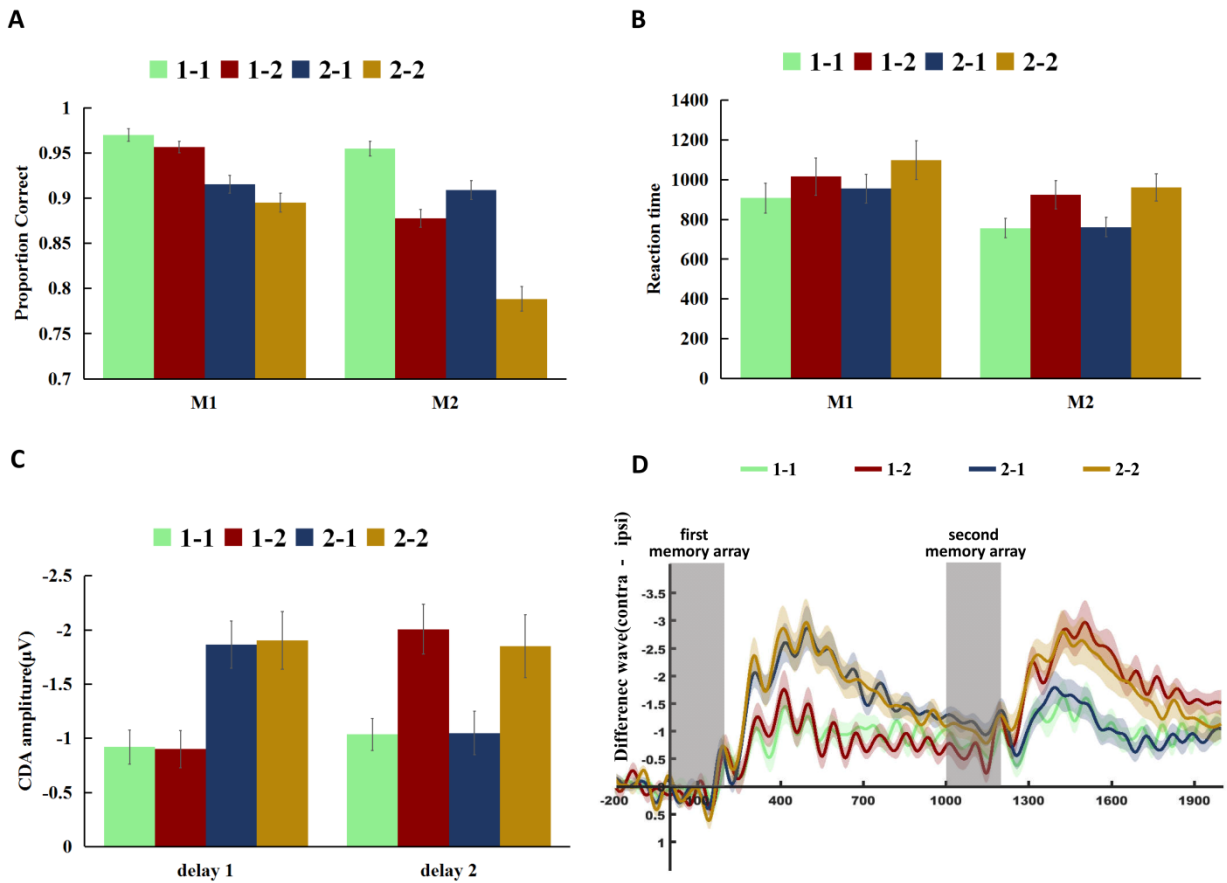 A
1-1 1-2 2-1 2-2
Proportion Correct
1
0.95
0.9
0.85
0.8
0.75
0.7
M1 M2
B
1-1 1-2 2-1 2-2
Reaction time
1400
1200
1000
800
600
400
200
0
M1 M2
C
1-1 1-2 2-1 2-2
CDA ampliture(μV)
-2.5
-2
-1.5
-1
-0.5
0
delay 1 delay 2
D
1-1 1-2 2-1 2-2
first
memory array
second
memory array
Differenec wave(contra - ipsi)
-3.5
-3
-2.5
-2
-1.5
-1
-0.5
0.5
1
-200 400 700 1000 1300 1600 1900